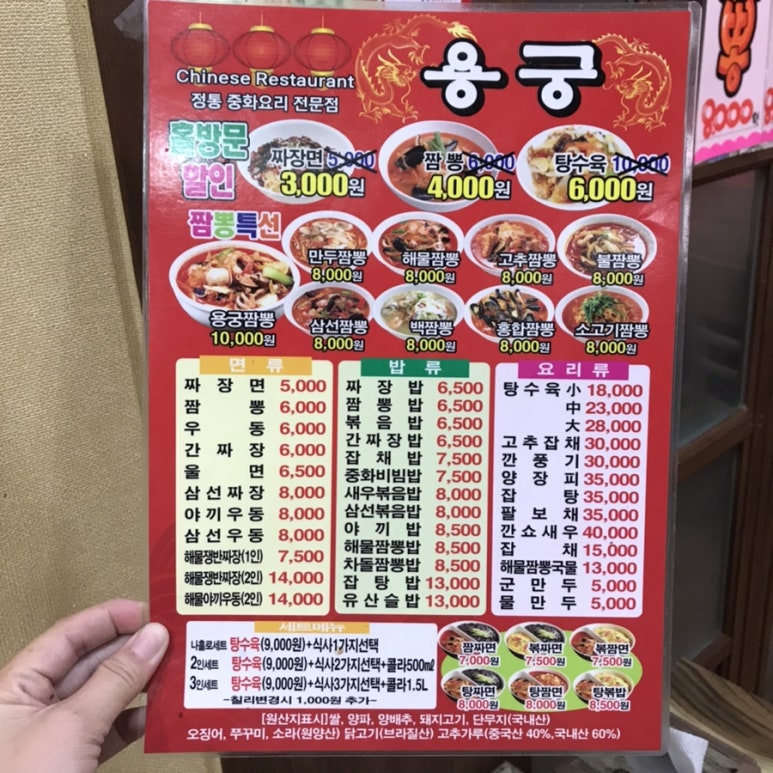 Chinese Restaurant
정통 중화요리 전문점
용궁
홀방문 할인
짜장면 5,000 3,000원
짬뽕 6,000 4,000원
탕수육 10,000 6,000원
짬뽕특선
만두짬뽕 8,000원
해물짬뽕 8,000원
고추짬뽕 8,000원
불짬뽕 8,000원
용궁짬뽕 10,000원
삼선짬뽕 8,000원
백짬뽕 8,000원
홍합짬뽕 8,000원
소고기짬뽕 8,000원
면 류
짜 장 면 5,000
짬 뽕 6,000
우 동 6,000
간 짜 장 6,000
울 면 6,500
삼선짜장 8,000
야끼우동 8,000
삼선우동 8,000
해물쟁반짜장(1인) 7,500
해물쟁반짜장(2인) 14,000
해물야끼우동(2인) 14,000
밥 류
짜 장 밥 6,500
짬 뽕 밥 6,500
볶 음 밥 6,500
간짜장밥 6,500
잡 채 밥 7,500
중화비빔밥 7,500
새우볶음밥 8,000
삼선볶음밥 8,000
야 끼 밥 8,500
해물짬뽕밥 8,500
차돌짬뽕밥 8,500
잡 탕 밥 13,000
유 산 슬 밥 13,000
요 리 류
탕 수 육 小 18,000
中 23,000
大 28,000
고추잡채 30,000
깐 풍 기 30,000
양 장 피 35,000
잡 탕 35,000
팔 보 채 35,000
깐쇼새우 40,000
잡 채 15,000
해물짬뽕국물 13,000
군 만 두 5,000
물 만 두 5,000
세트메뉴
나홀로세트 탕수육(9,000원)+식사1가지선택
2인세트 탕수육(9,000원)+식사2가지선택+콜라500㎖
3인세트 탕수육(9,000원)+식사3가지선택+콜라1.5L
-칠리변경시 1,000원 추가-
짬짜면 7,000원
볶짜면 7,500원
볶짬면 7,500원
탕짜면 8,000원
탕짬면 8,500원
탕볶밥 8,500원
[원산지표시]쌀, 양파, 양배추, 돼지고기, 단무지(국내산)
오징어, 쭈꾸미, 소라(원양산) 닭고기(브라질산) 고추가루(중국산 40%,국내산 60%)
뽕